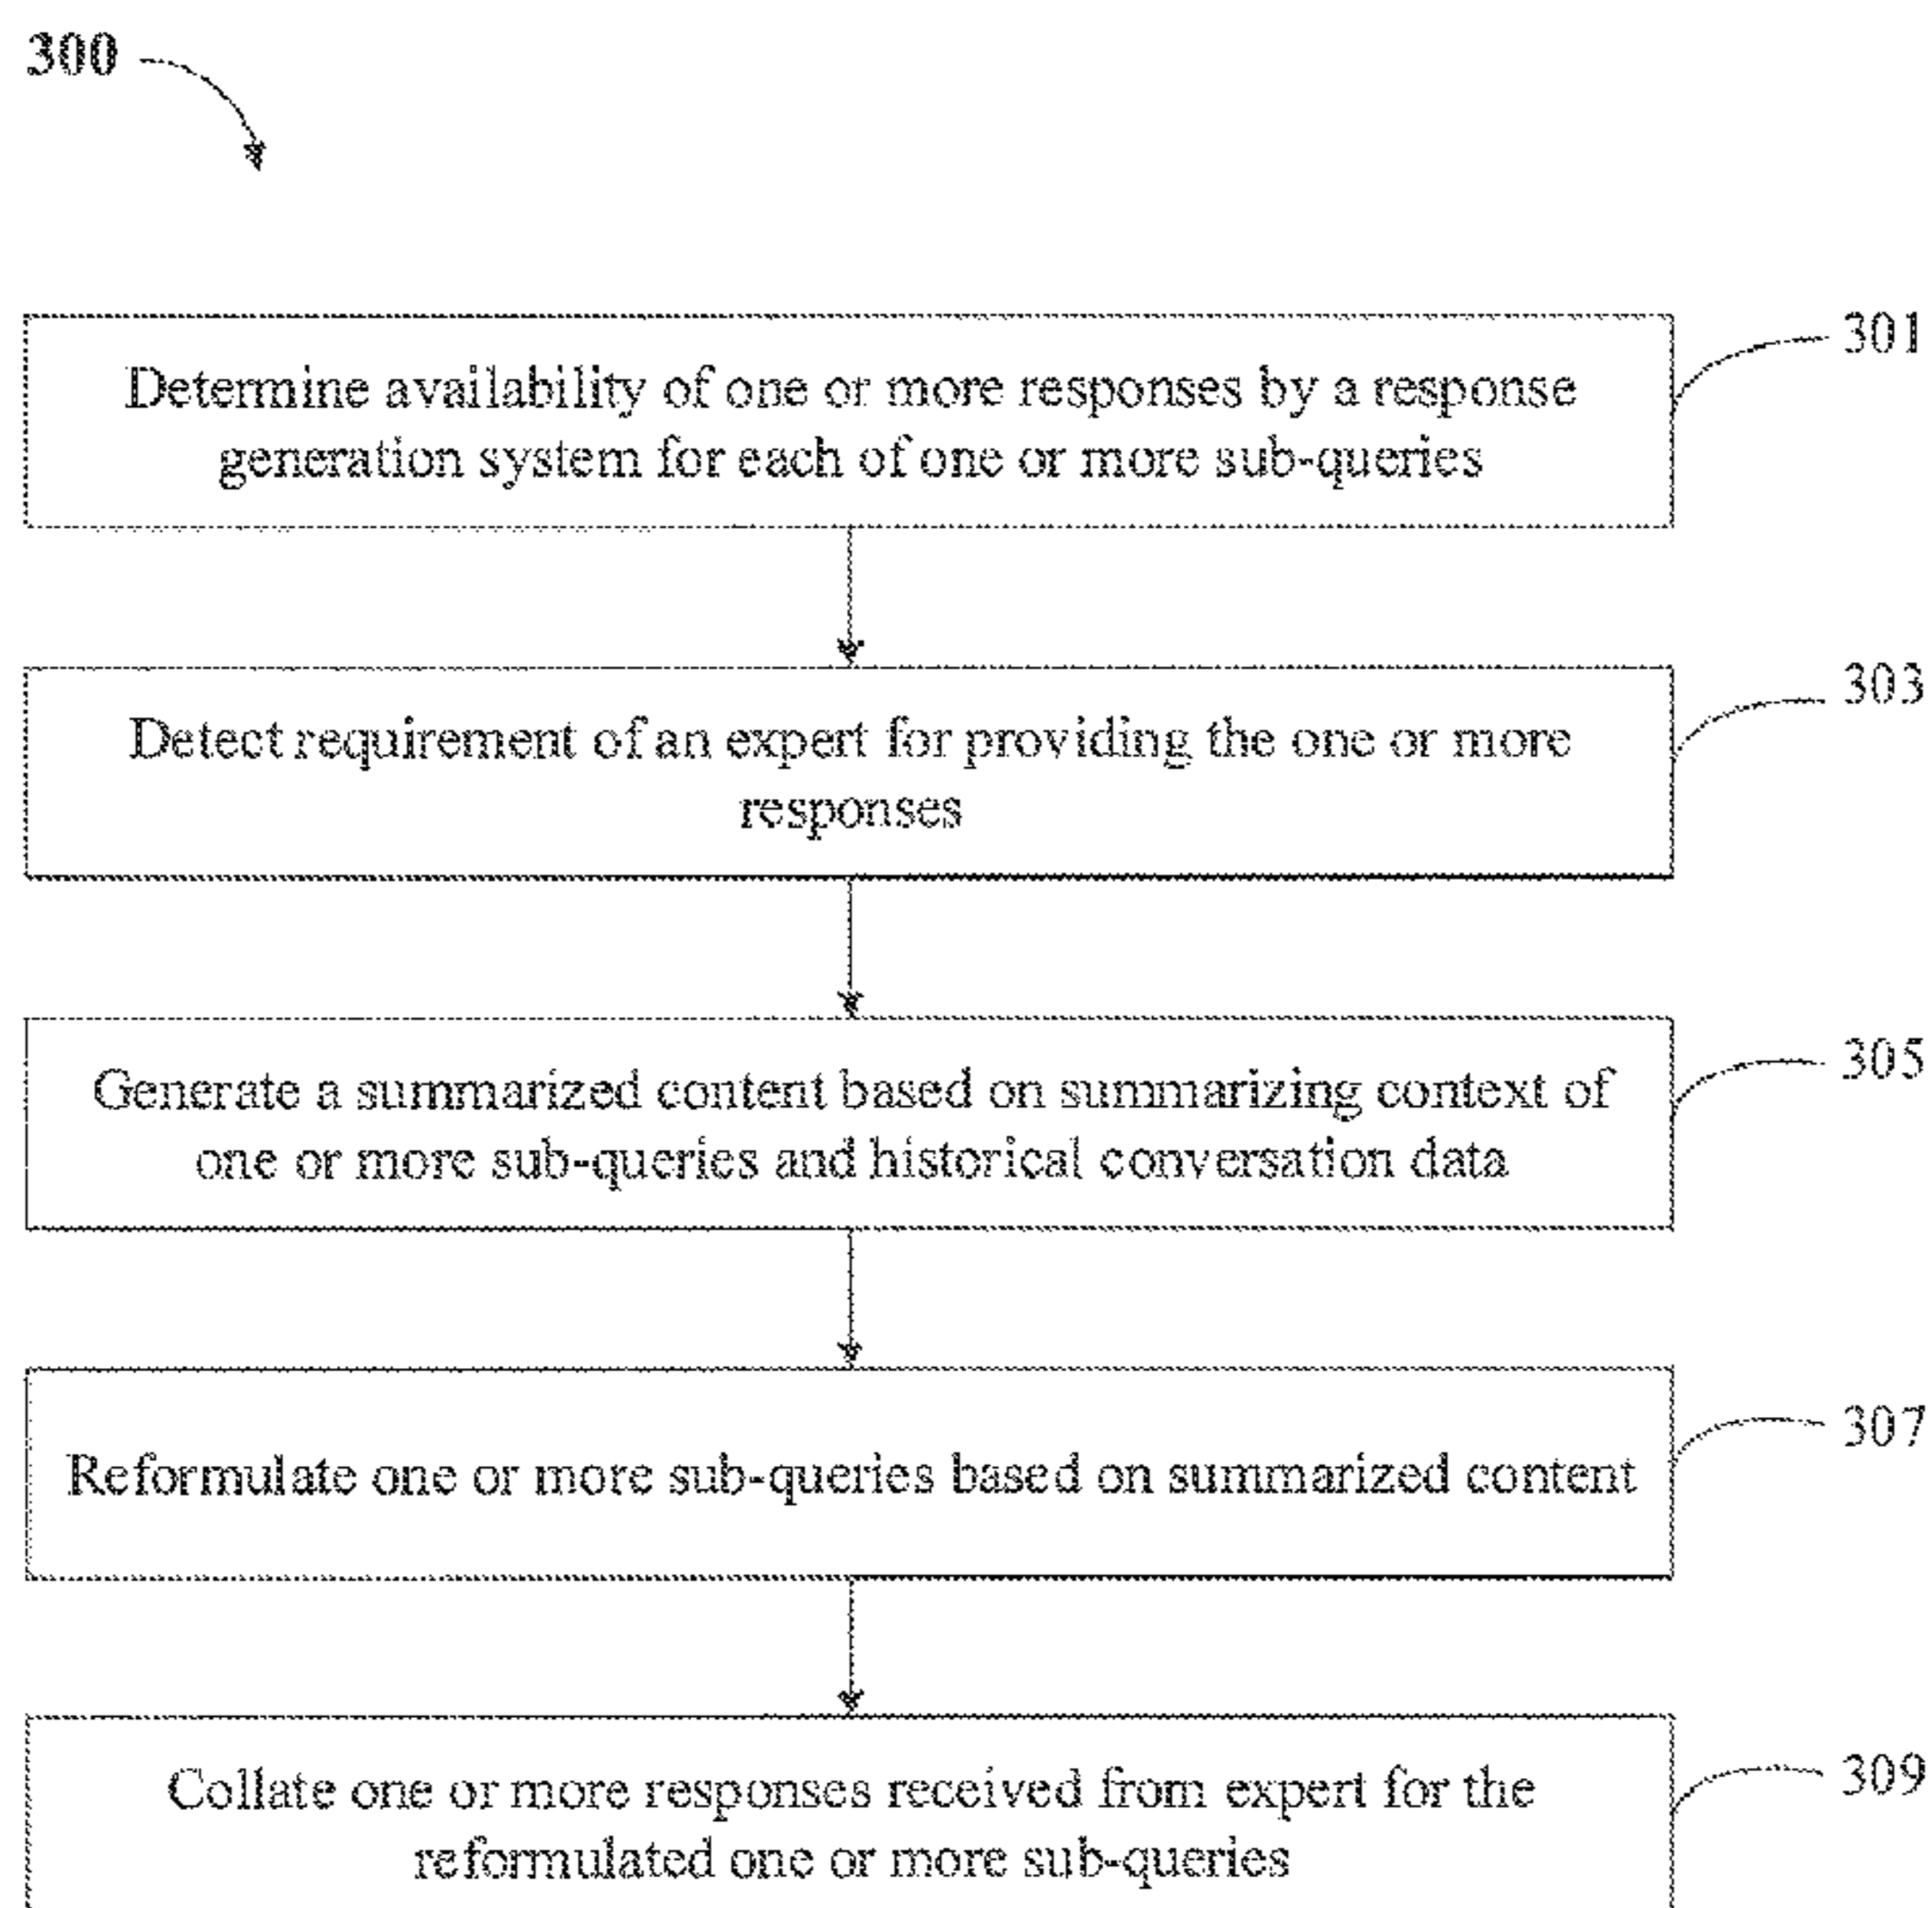 300
301
Determine availability of one or more responses by a response
generation system for each of one or more sub-queries
303
Detect requirement of an expert for providing the one or more
responses
305
Generate a summarized content based on summarizing context of
one or more sub-queries and historical conversation data
307
Reformulate one or more sub-queries based on summarized content
309
Collate one or more responses received from expert for the
reformulated one or more sub-queries